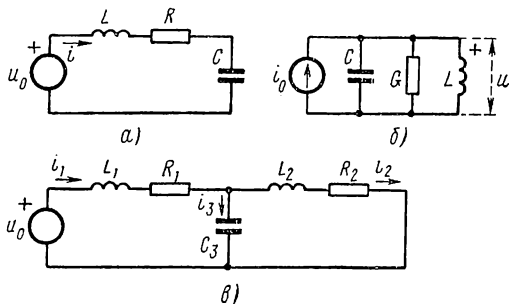 L R
+ i C
u₀
а)
+
i₀ C G L u
б)
i₁ L₁ R₁ L₂ i₂ R₂
+ i₃
u₀ C₃
в)